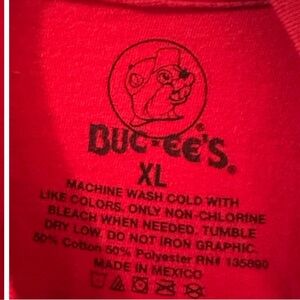 BUC-EE'S®
XL
MACHINE WASH COLD WITH
LIKE COLORS. ONLY NON-CHLORINE
BLEACH WHEN NEEDED. TUMBLE
DRY LOW. DO NOT IRON GRAPHIC.
50% Cotton 50% Polyester RN# 135890
MADE IN MEXICO